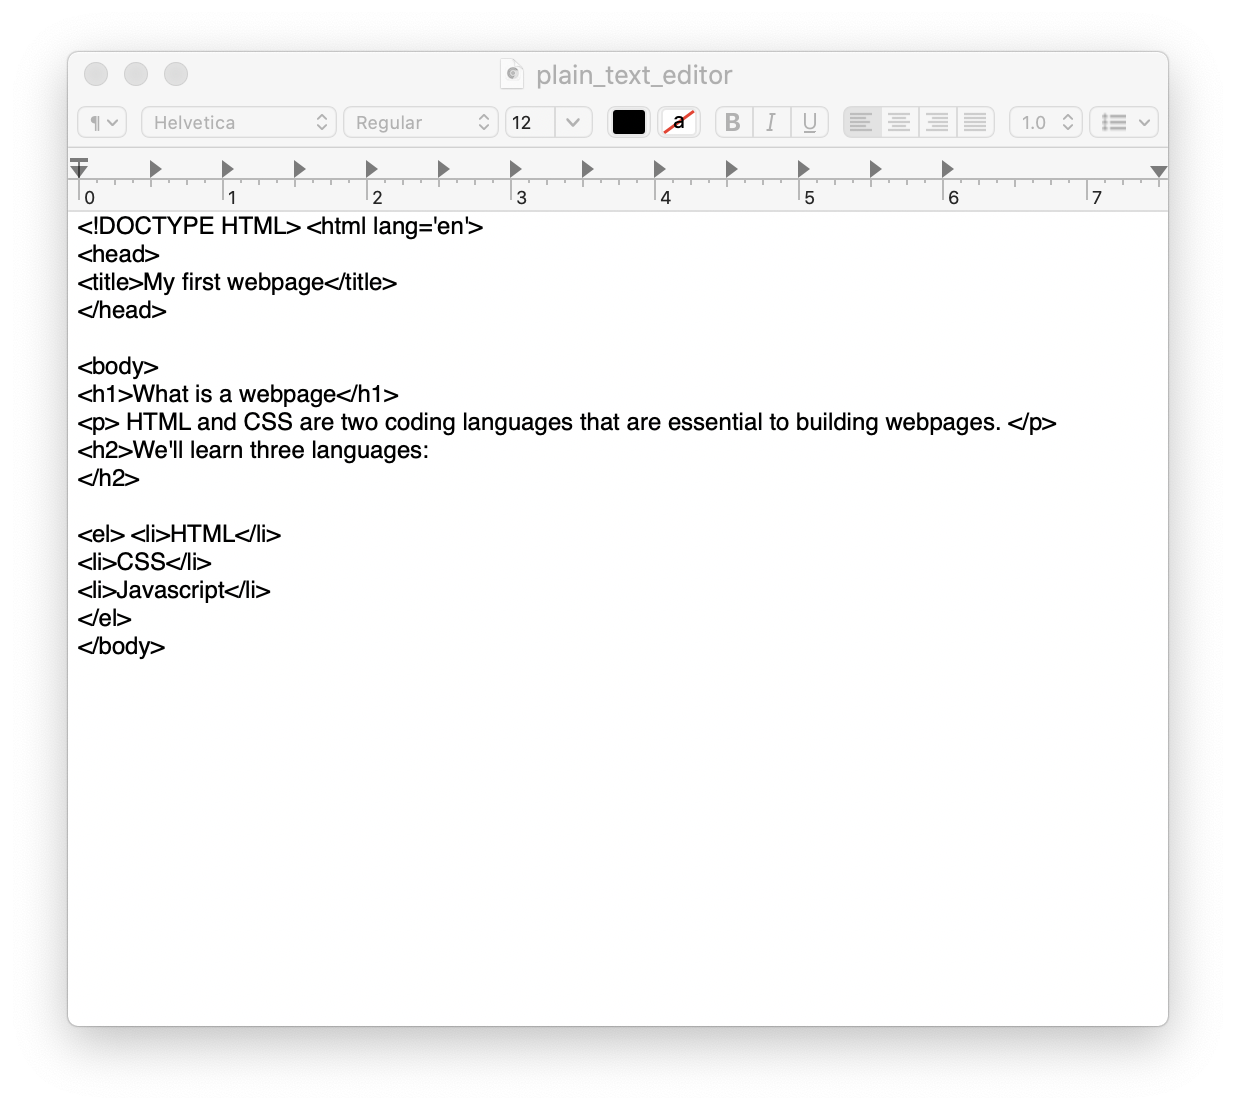 plain_text_editor
¶ Helvetica Regular 12 a B I U 1.0
0 1 2 3 4 5 6 7
<!DOCTYPE HTML> <html lang='en'>
<head>
<title>My first webpage</title>
</head>
<body>
<h1>What is a webpage</h1>
<p> HTML and CSS are two coding languages that are essential to building webpages. </p>
<h2>We'll learn three languages:
</h2>
<el> <li>HTML</li>
<li>CSS</li>
<li>Javascript</li>
</el>
</body>